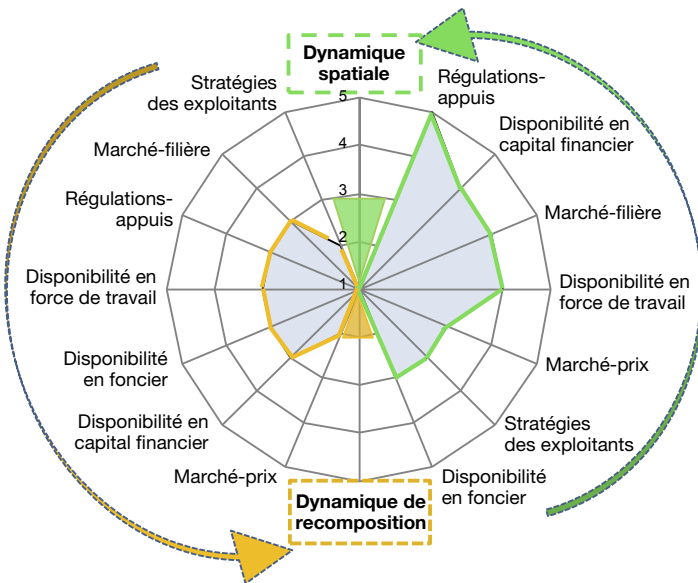 Dynamique
spatiale
Régulations-
appuis
Disponibilité en
capital financier
Marché-filière
Disponibilité en
force de travail
Marché-prix
Stratégies
des exploitants
Disponibilité
en foncier
Dynamique de
recomposition
Marché-prix
Disponibilité en
capital financier
Disponibilité
en foncier
Disponibilité en
force de travail
Régulations-
appuis
Marché-filière
Stratégies
des exploitants
5
4
3
2
1